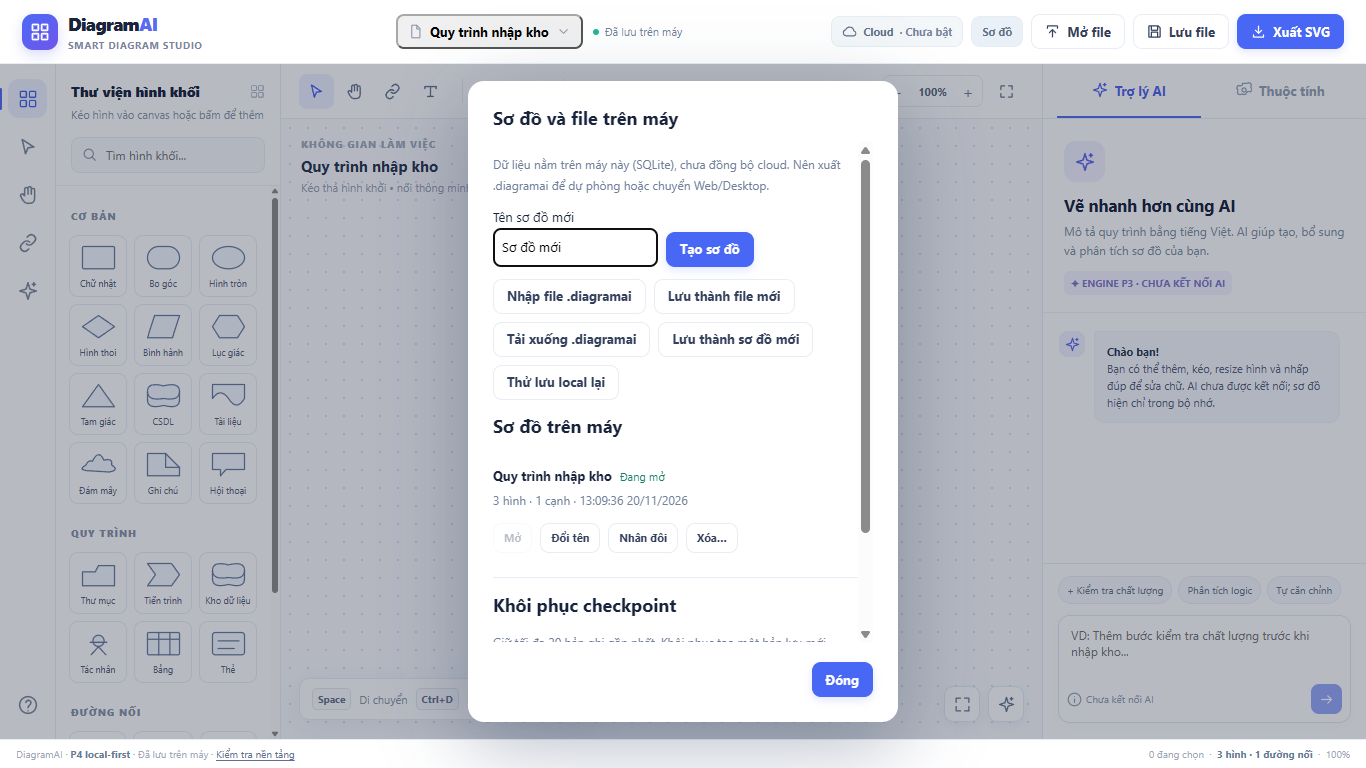 DiagramAI
SMART DIAGRAM STUDIO
Quy trình nhập kho
Đã lưu trên máy
Cloud · Chưa bật
Sơ đồ
Mở file
Lưu file
Xuất SVG
Thư viện hình khối
Kéo hình vào canvas hoặc bấm để thêm
Tìm hình khối...
CƠ BẢN
Chữ nhật
Bo góc
Hình tròn
Hình thoi
Bình hành
Lục giác
Tam giác
CSDL
Tài liệu
Đám mây
Ghi chú
Hội thoại
QUY TRÌNH
Thư mục
Tiến trình
Kho dữ liệu
Tác nhân
Bảng
Thẻ
ĐƯỜNG NỐI
KHÔNG GIAN LÀM VIỆC
Quy trình nhập kho
Kéo thả hình khối • nối thông minh
Space
Di chuyển
Ctrl+D
100% +
Sơ đồ và file trên máy
Dữ liệu nằm trên máy này (SQLite), chưa đồng bộ cloud. Nên xuất
.diagramai để dự phòng hoặc chuyển Web/Desktop.
Tên sơ đồ mới
Sơ đồ mới
Tạo sơ đồ
Nhập file .diagramai
Lưu thành file mới
Tải xuống .diagramai
Lưu thành sơ đồ mới
Thử lưu local lại
Sơ đồ trên máy
Quy trình nhập kho Đang mở
3 hình · 1 cạnh · 13:09:36 20/11/2026
Mở
Đổi tên
Nhân đôi
Xóa...
Khôi phục checkpoint
Giữ tối đa 20 bản ghi gần nhất. Khôi phục tạo một bản lưu mới
Đóng
Trợ lý AI
Thuộc tính
Vẽ nhanh hơn cùng AI
Mô tả quy trình bằng tiếng Việt. AI giúp tạo, bổ sung
và phân tích sơ đồ của bạn.
✦ ENGINE P3 · CHƯA KẾT NỐI AI
Chào bạn!
Bạn có thể thêm, kéo, resize hình và nhấp
đúp để sửa chữ. AI chưa được kết nối; sơ đồ
hiện chỉ trong bộ nhớ.
+ Kiểm tra chất lượng
Phân tích logic
Tự căn chỉnh
VD: Thêm bước kiểm tra chất lượng trước khi
nhập kho...
Chưa kết nối AI
DiagramAI · P4 local-first · Đã lưu trên máy · Kiểm tra nền tảng
0 đang chọn · 3 hình · 1 đường nối · 100%